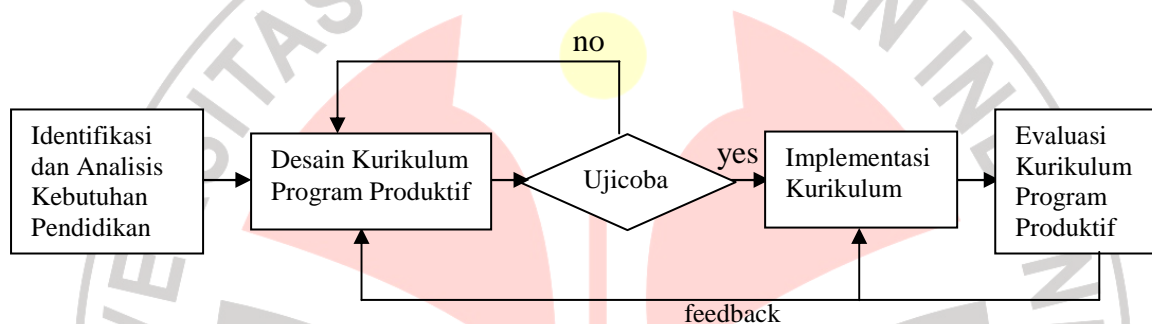 no
Identifikasi
dan Analisis
Kebutuhan
Pendidikan
Desain Kurikulum
Program Produktif
Ujicoba
yes
Implementasi
Kurikulum
Evaluasi
Kurikulum
Program
Produktif
feedback